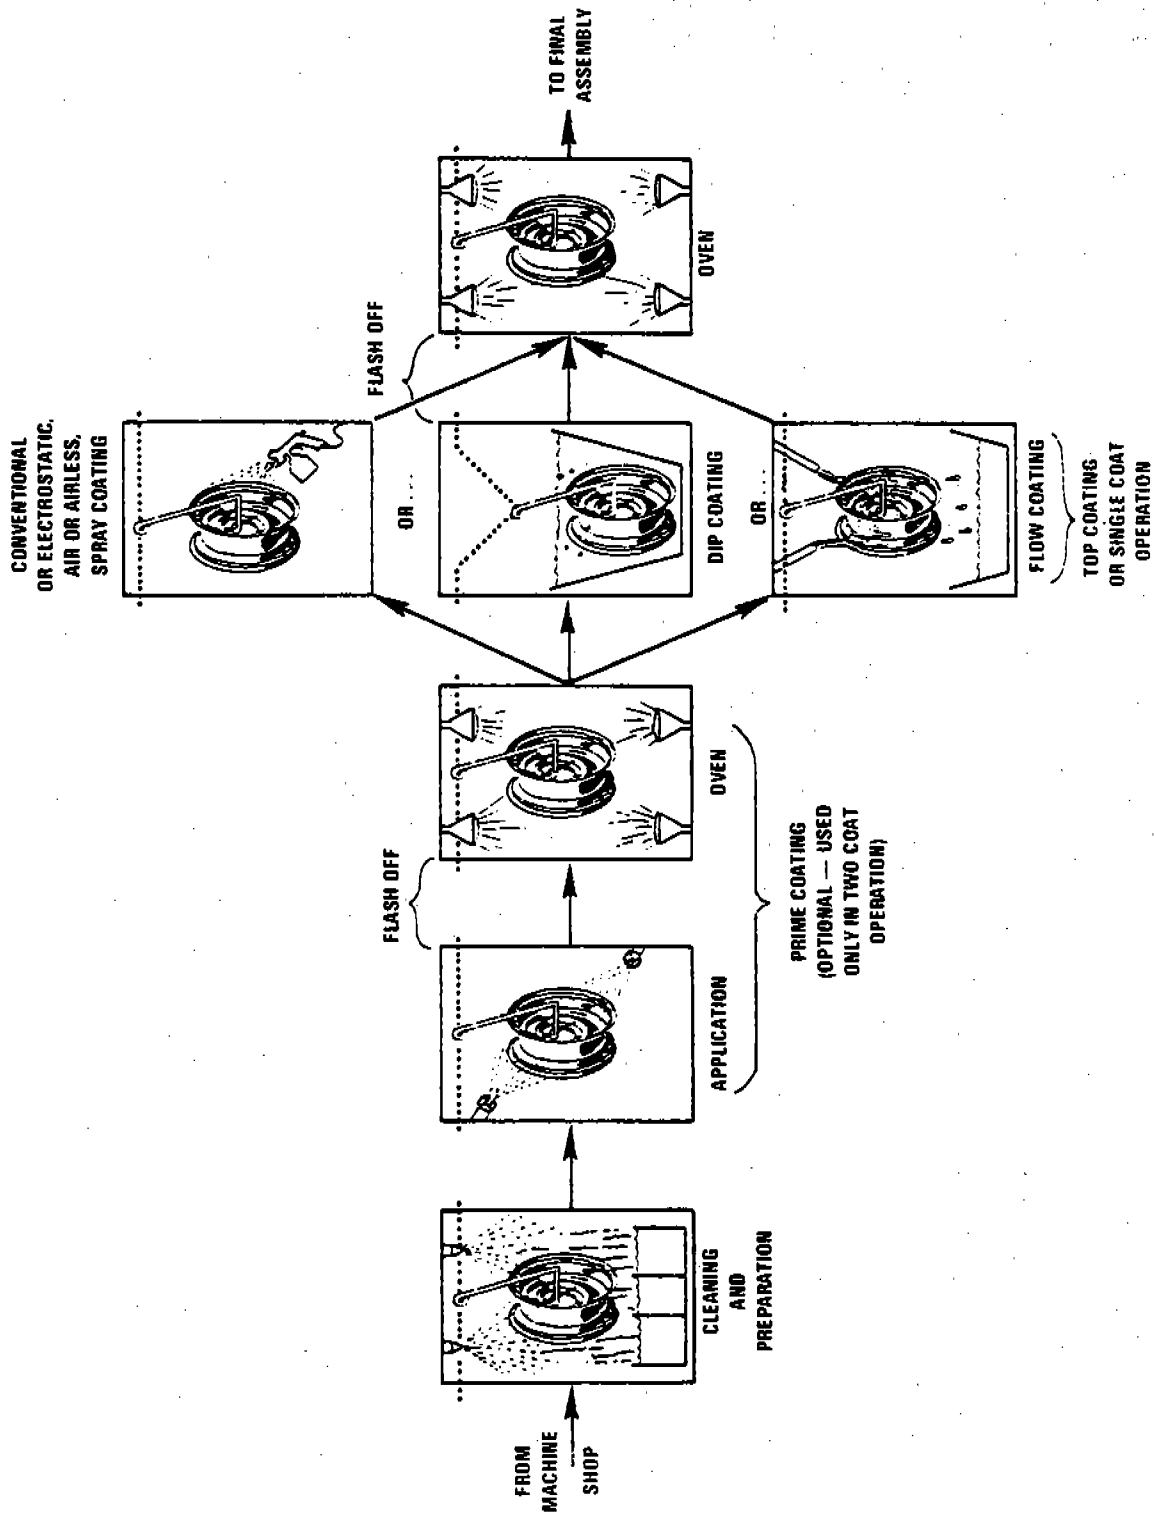 FROM
MACHINE
SHOP
CLEANING
AND
PREPARATION
APPLICATION
FLASH OFF
OVEN
PRIME COATING
(OPTIONAL — USED
ONLY IN TWO COAT
OPERATION)
CONVENTIONAL
OR ELECTROSTATIC,
AIR OR AIRLESS,
SPRAY COATING
OR . . .
DIP COATING
OR . . .
FLOW COATING
TOP COATING
OR SINGLE COAT
OPERATION
FLASH OFF
OVEN
TO FINAL
ASSEMBLY